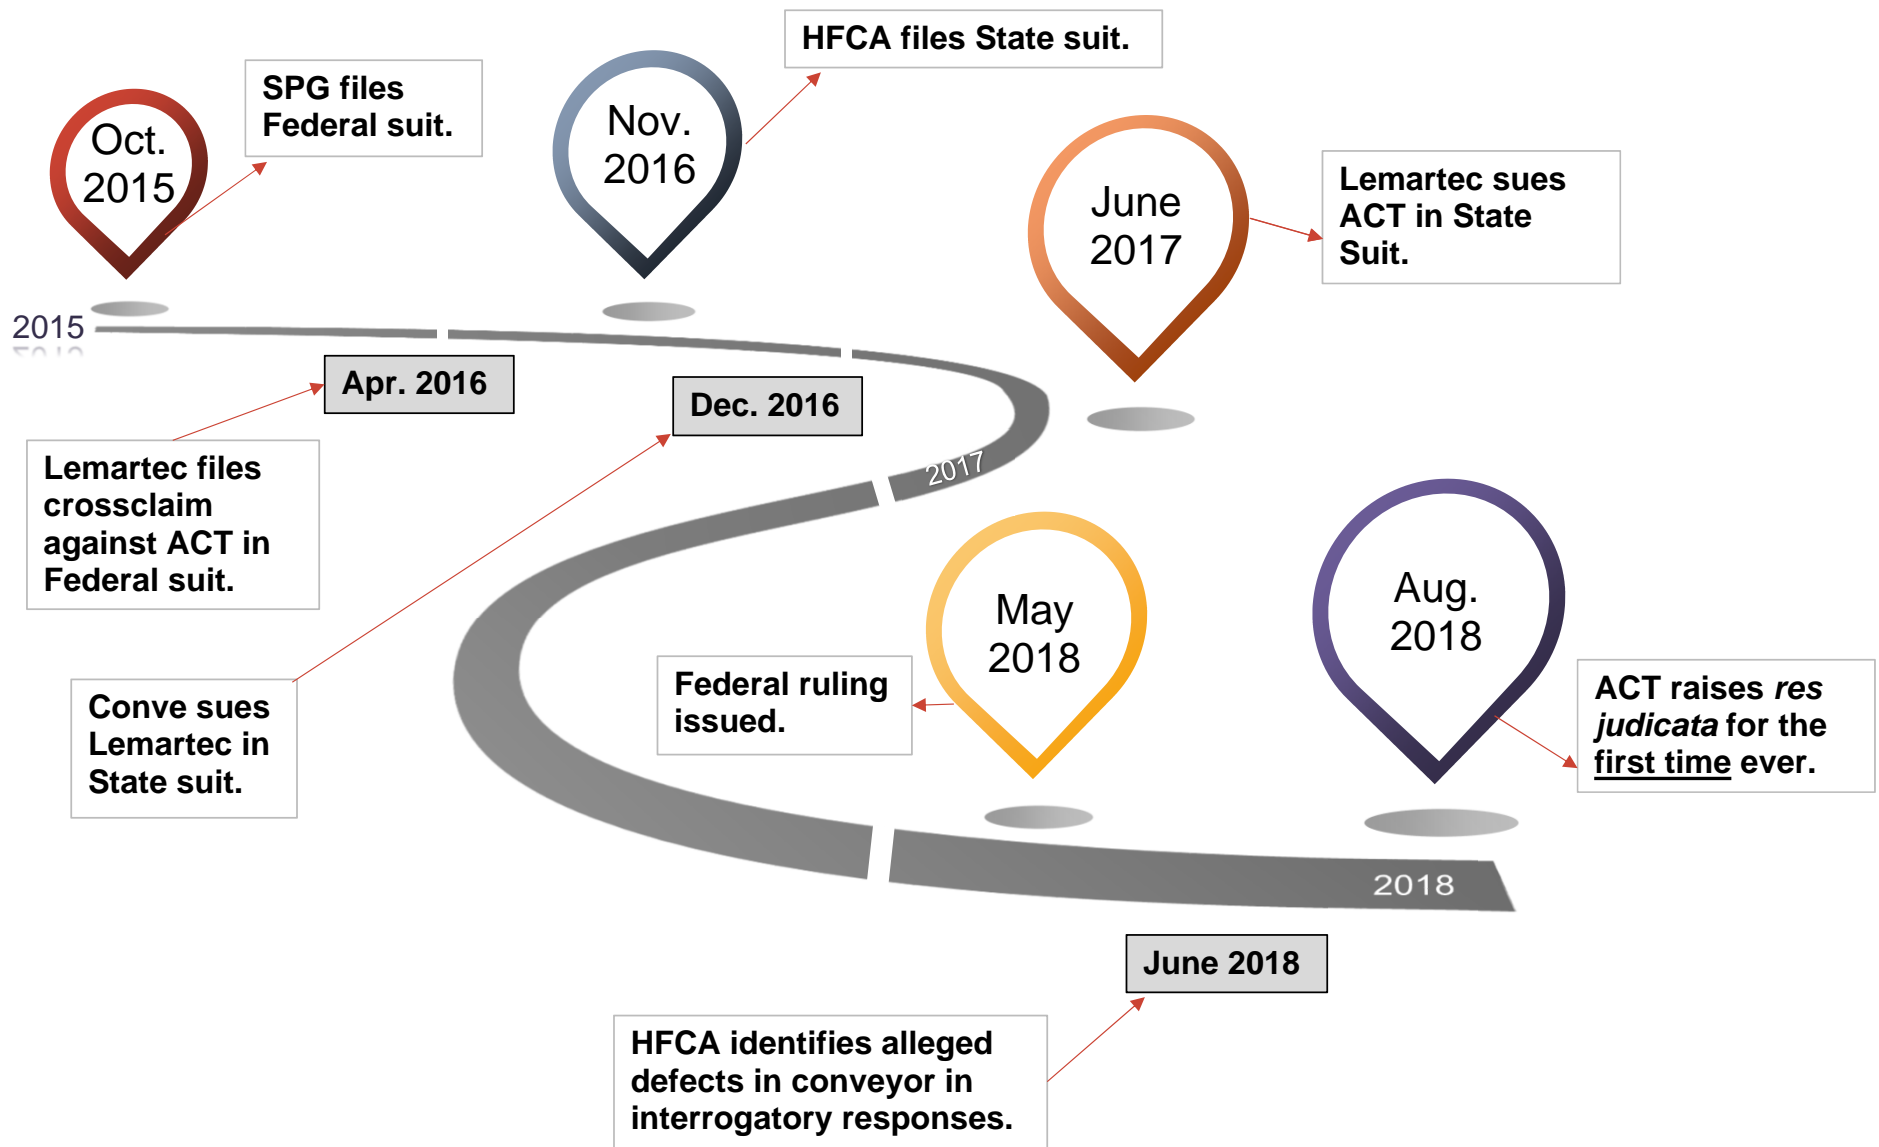 Oct.
2015
SPG files
Federal suit.
Nov.
2016
HFCA files State suit.
June
2017
Lemartec sues
ACT in State
Suit.
2015
Apr. 2016
Lemartec files
crossclaim
against ACT in
Federal suit.
Dec. 2016
Conve sues
Lemartec in
State suit.
2017
May
2018
Federal ruling
issued.
Aug.
2018
ACT raises res
judicata for the
first time ever.
2018
June 2018
HFCA identifies alleged
defects in conveyor in
interrogatory responses.